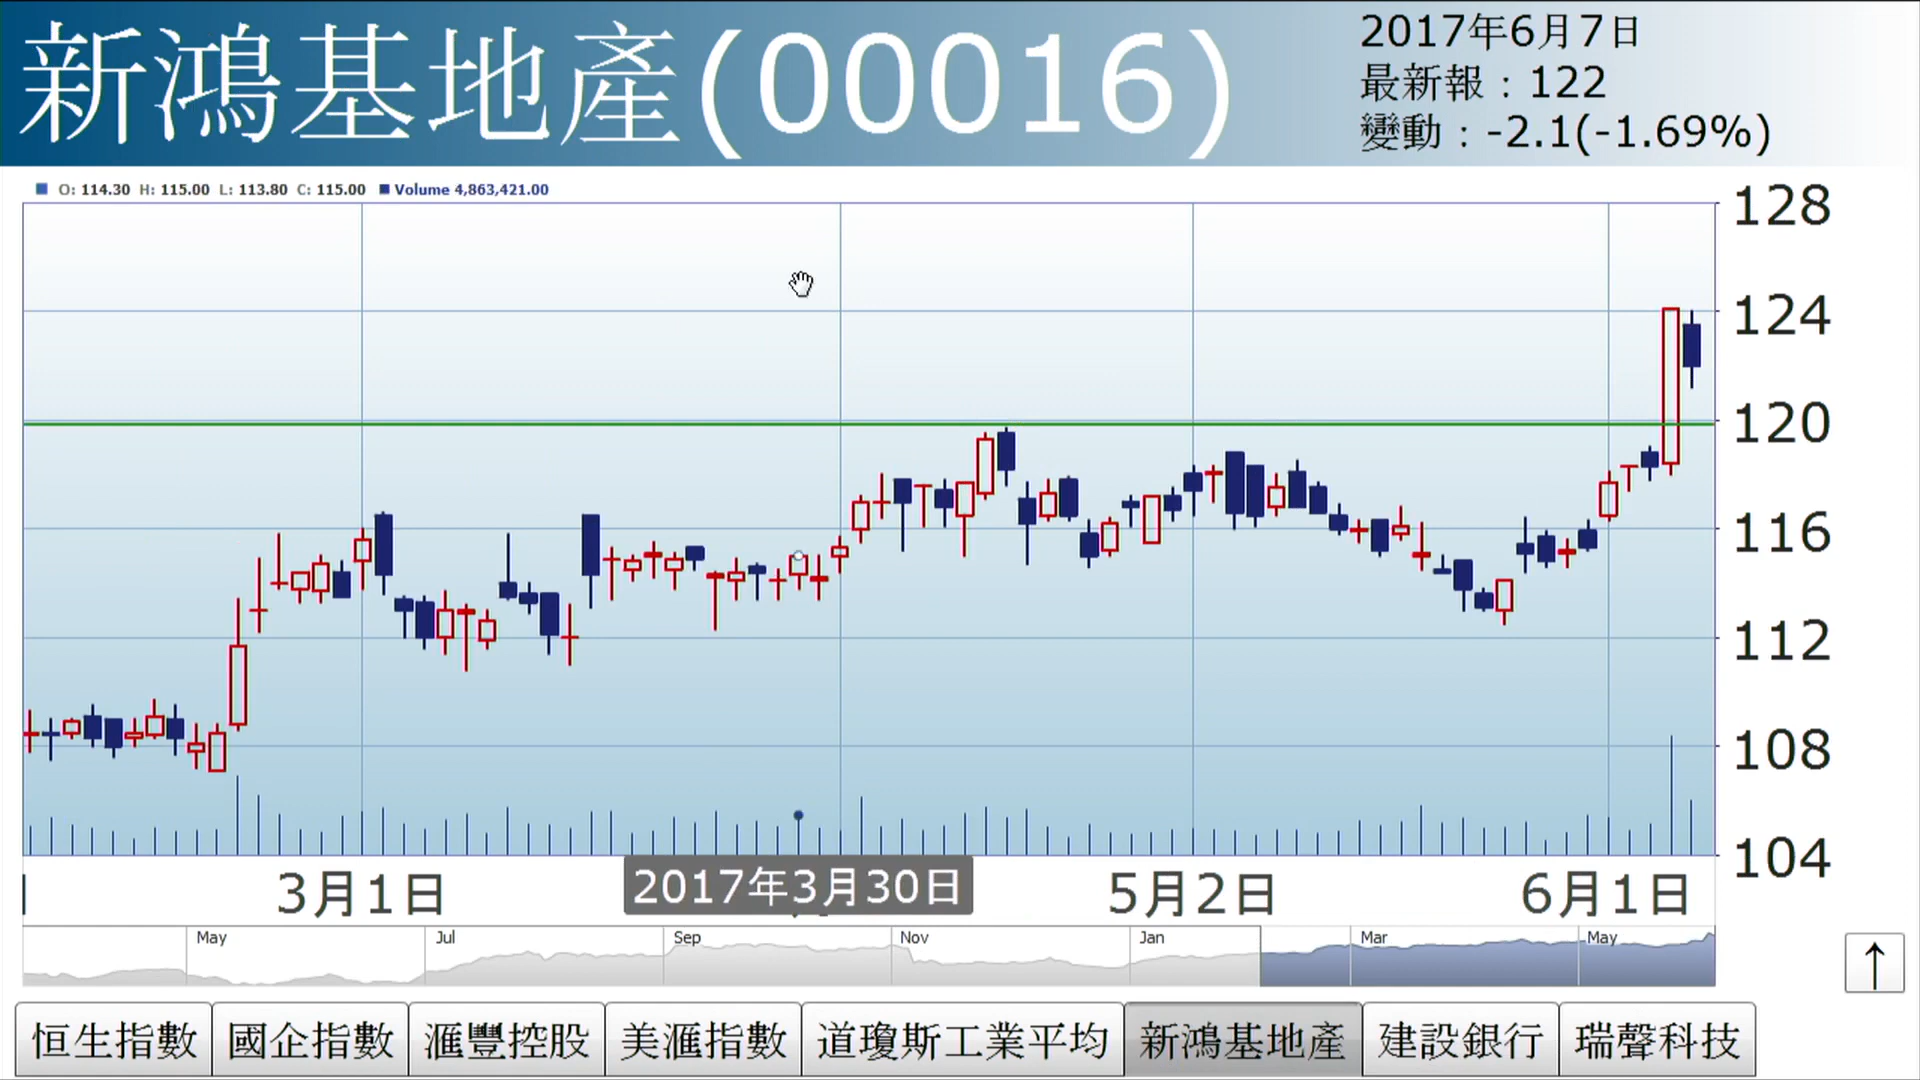 新鴻基地產(00016)
2017年6月7日
最新報：122
變動：-2.1(-1.69%)
O: 114.30 H: 115.00 L: 113.80 C: 115.00 Volume 4,863,421.00
128
124
120
116
112
108
104
3月1日
2017年3月30日
5月2日
6月1日
May Jul Sep Nov Jan Mar May
↑
恒生指數 國企指數 滙豐控股 美滙指數 道瓊斯工業平均 新鴻基地產 建設銀行 瑞聲科技